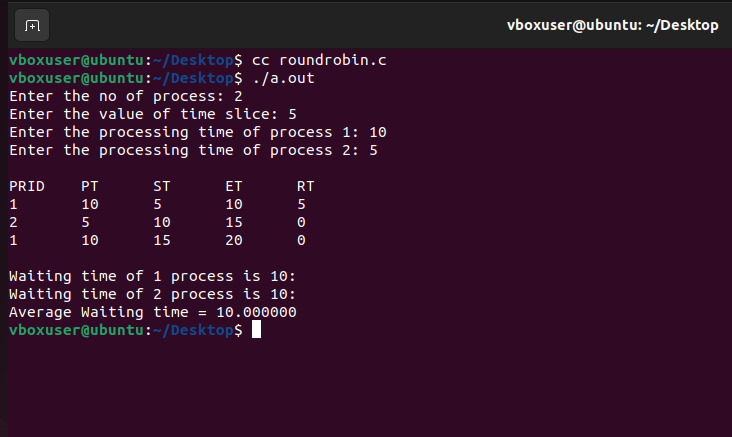 vboxuser@ubuntu: ~/Desktop
vboxuser@ubuntu:~/Desktop$ cc roundrobin.c
vboxuser@ubuntu:~/Desktop$ ./a.out
Enter the no of process: 2
Enter the value of time slice: 5
Enter the processing time of process 1: 10
Enter the processing time of process 2: 5
PRID    PT      ST      ET      RT
1       10      5       10      5
2       5       10      15      0
1       10      15      20      0
Waiting time of 1 process is 10:
Waiting time of 2 process is 10:
Average Waiting time = 10.000000
vboxuser@ubuntu:~/Desktop$